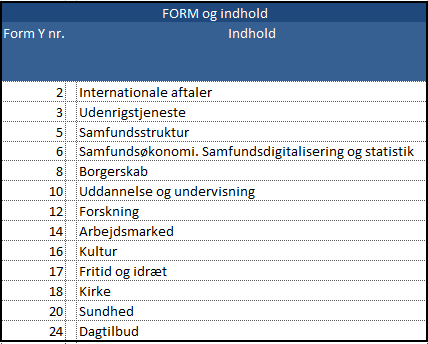 FORM og indhold
Form Y nr. Indhold
2 Internationale aftaler
3 Udenrigstjeneste
5 Samfundsstruktur
6 Samfundsøkonomi. Samfundsdigitalisering og statistik
8 Borgerskab
10 Uddannelse og undervisning
12 Forskning
14 Arbejdsmarked
16 Kultur
17 Fritid og idræt
18 Kirke
20 Sundhed
24 Dagtilbud